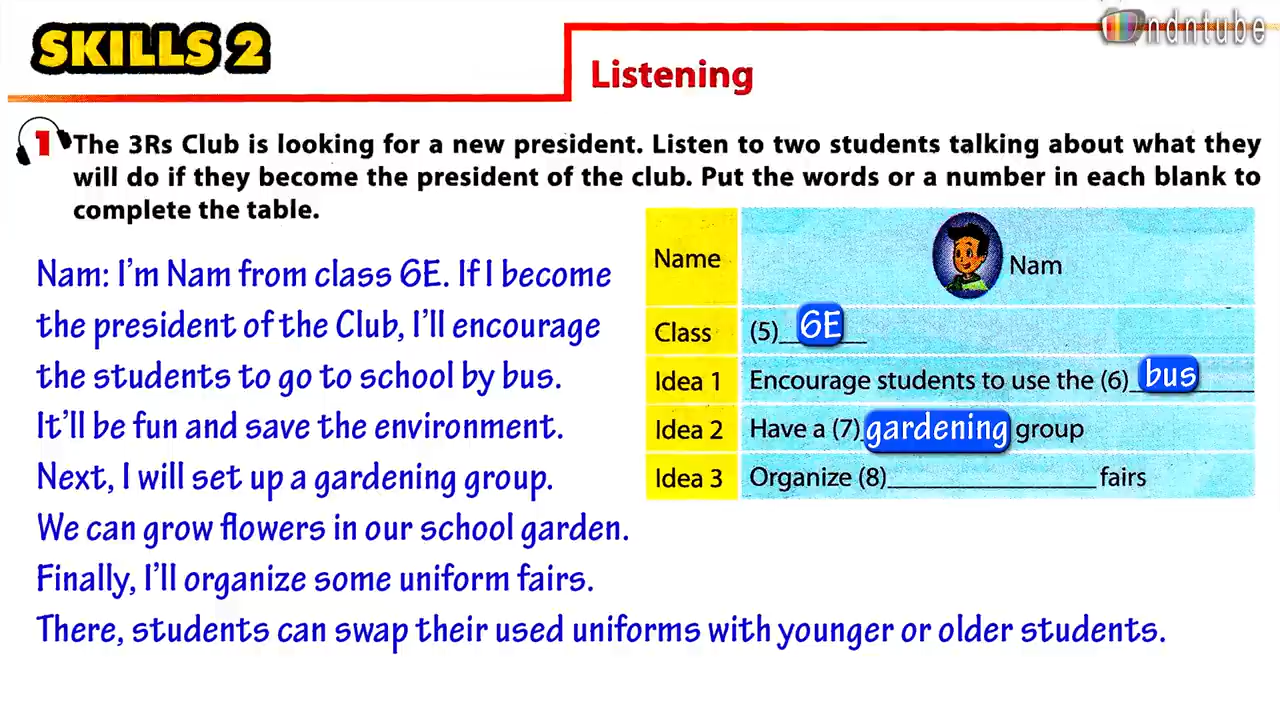 SKILLS 2
ndntube
Listening
1 The 3Rs Club is looking for a new president. Listen to two students talking about what they
will do if they become the president of the club. Put the words or a number in each blank to
complete the table.
Nam: I'm Nam from class 6E. If I become
the president of the Club, I'll encourage
the students to go to school by bus.
It'll be fun and save the environment.
Next, I will set up a gardening group.
We can grow flowers in our school garden.
Finally, I'll organize some uniform fairs.
There, students can swap their used uniforms with younger or older students.
Name Nam
Class (5) 6E
Idea 1 Encourage students to use the (6) bus
Idea 2 Have a (7) gardening group
Idea 3 Organize (8)____________ fairs